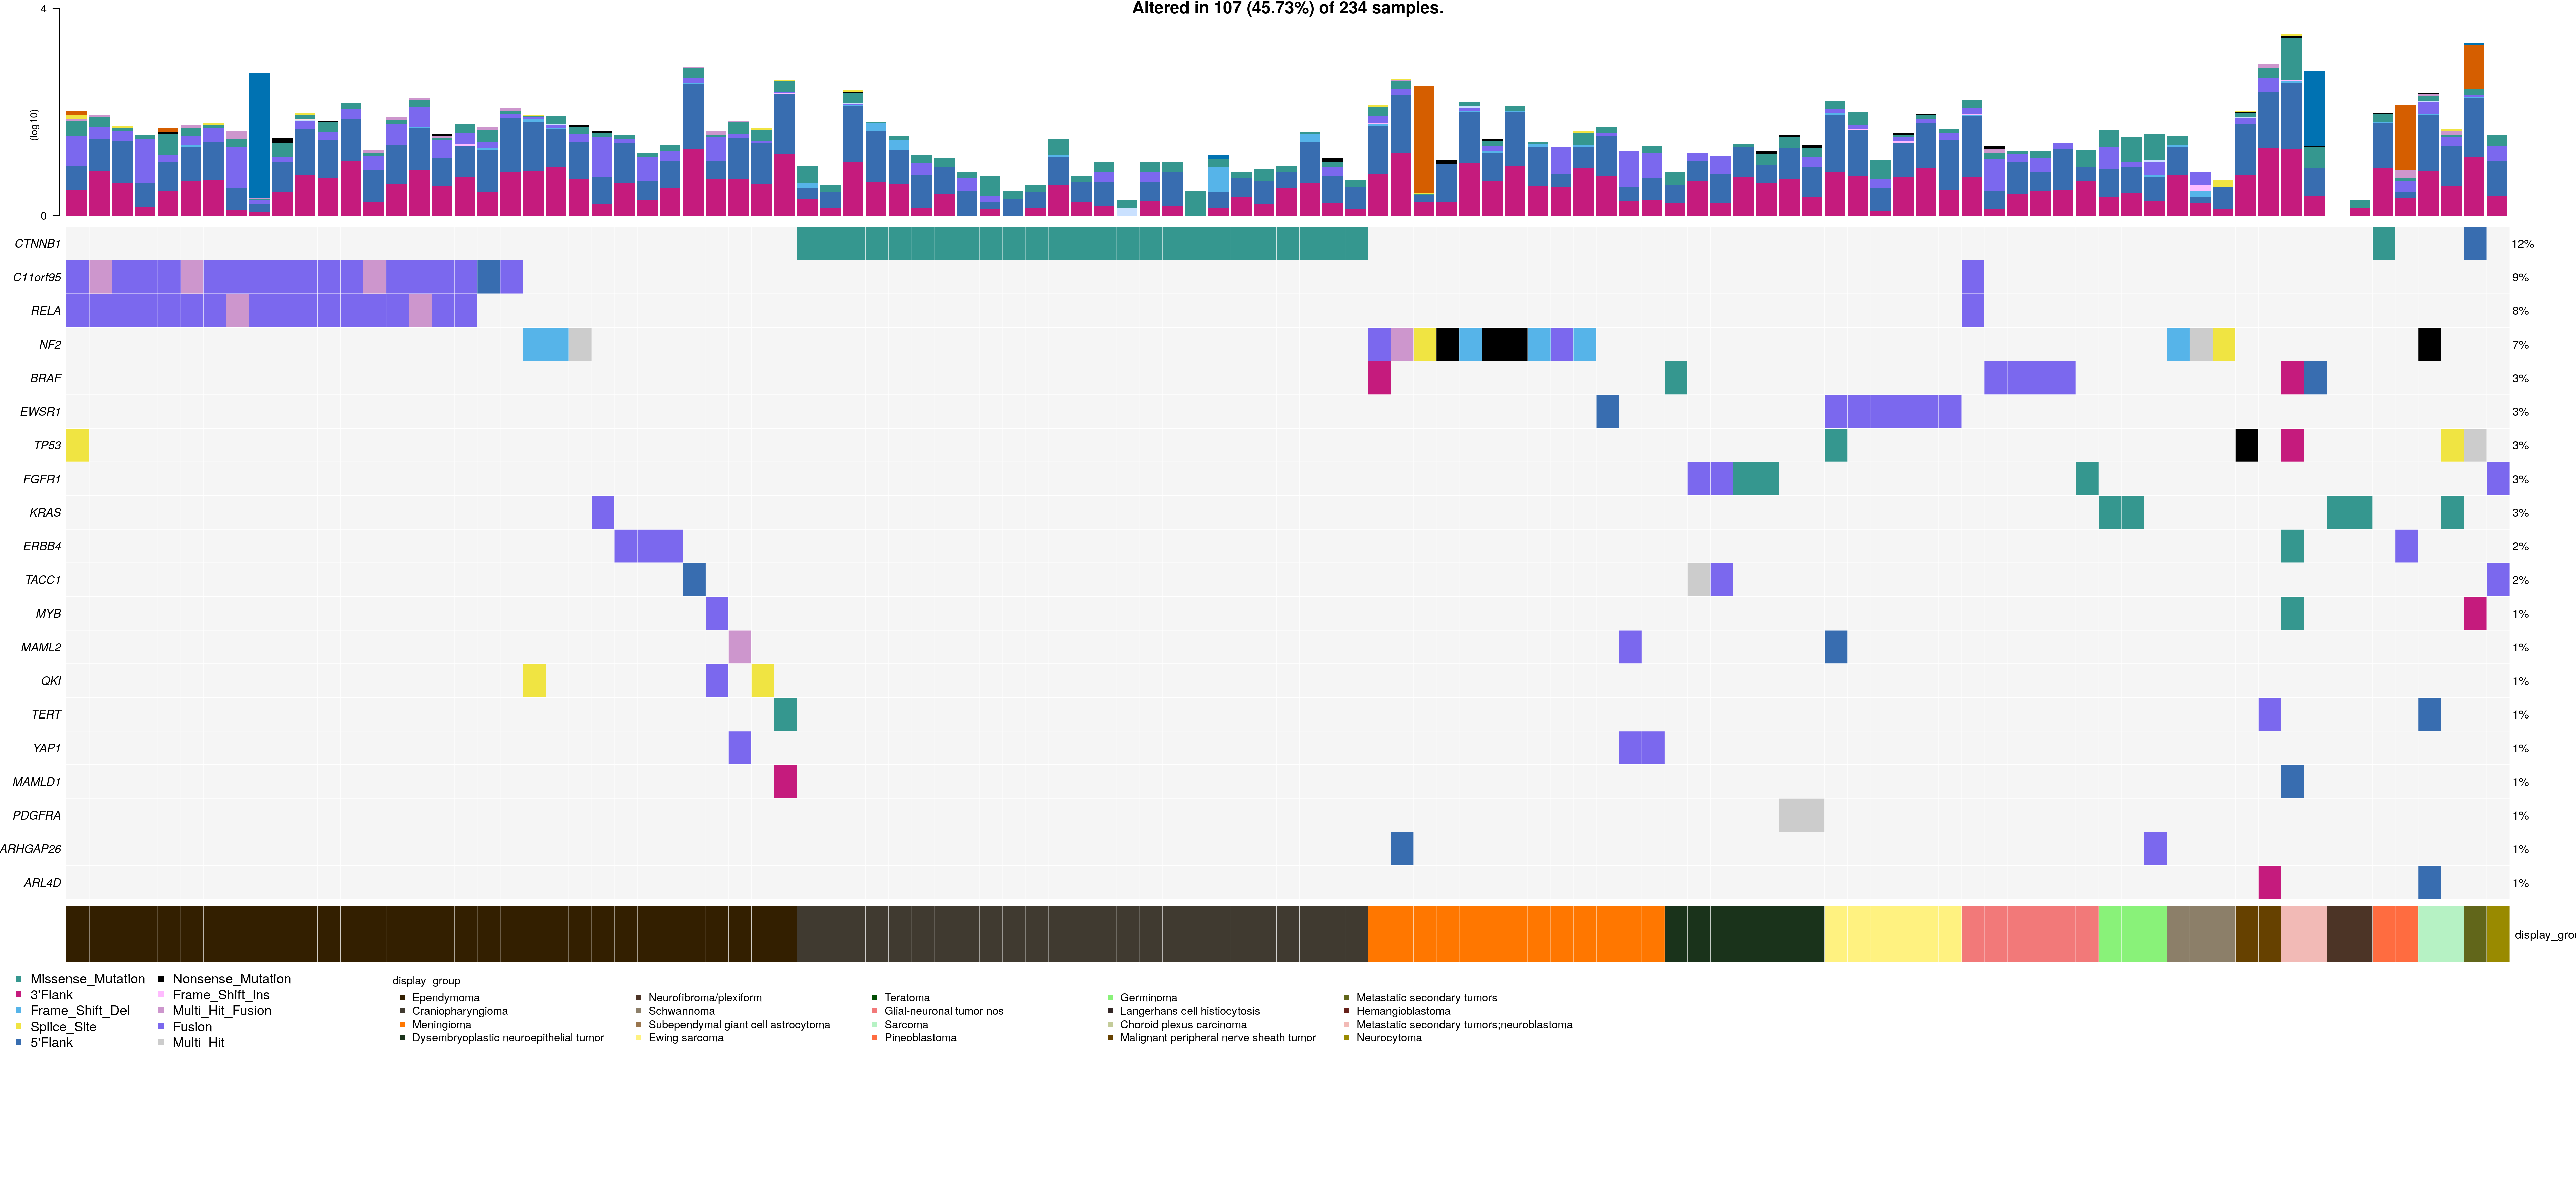 Altered in 107 (45.73%) of 234 samples.
4
(log10)
0
CTNNB1 12%
C11orf95 9%
RELA 8%
NF2 7%
BRAF 3%
EWSR1 3%
TP53 3%
FGFR1 3%
KRAS 3%
ERBB4 2%
TACC1 2%
MYB 1%
MAML2 1%
QKI 1%
TERT 1%
YAP1 1%
MAMLD1 1%
PDGFRA 1%
ARHGAP26 1%
ARL4D 1%
display_grou
Missense_Mutation Nonsense_Mutation
3'Flank Frame_Shift_Ins
Frame_Shift_Del Multi_Hit_Fusion
Splice_Site Fusion
5'Flank Multi_Hit
display_group
Ependymoma Neurofibroma/plexiform Teratoma Germinoma Metastatic secondary tumors
Craniopharyngioma Schwannoma Glial-neuronal tumor nos Langerhans cell histiocytosis Hemangioblastoma
Meningioma Subependymal giant cell astrocytoma Sarcoma Choroid plexus carcinoma Metastatic secondary tumors;neuroblastoma
Dysembryoplastic neuroepithelial tumor Ewing sarcoma Pineoblastoma Malignant peripheral nerve sheath tumor Neurocytoma